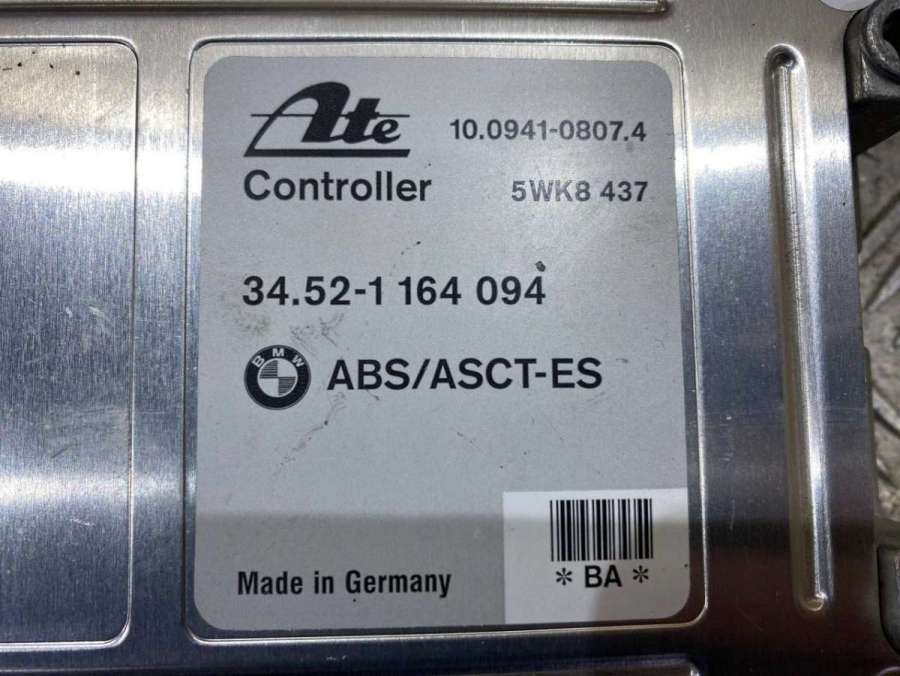 Ate 10.0941-0807.4
Controller 5WK8 437
34.52-1 164 094
BMW ABS/ASCT-ES
Made in Germany * BA *